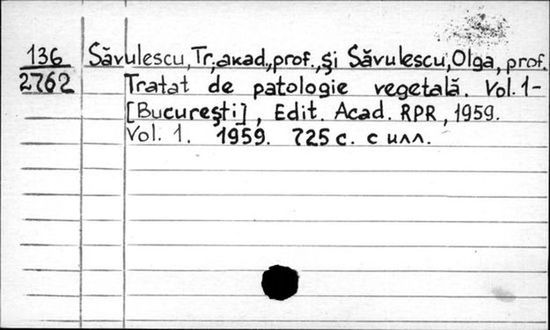 136
2762
Săvulescu, Tr., акад., prof., şi Săvulescu, Olga, prof.
Tratat de patologie vegetală. Vol. 1-
[Bucureşti], Edit. Acad. RPR, 1959.
Vol. 1. 1959. 725 с. с илл.